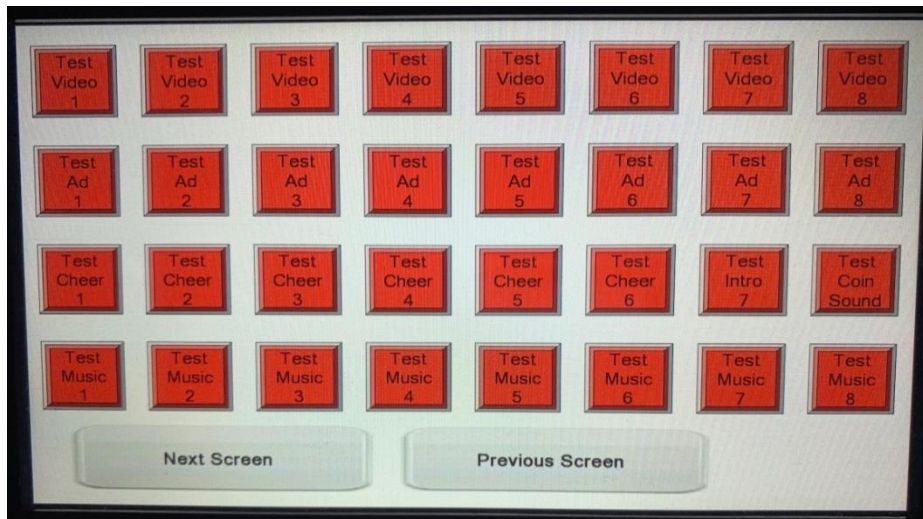 Test Video 1
Test Video 2
Test Video 3
Test Video 4
Test Video 5
Test Video 6
Test Video 7
Test Video 8
Test Ad 1
Test Ad 2
Test Ad 3
Test Ad 4
Test Ad 5
Test Ad 6
Test Ad 7
Test Ad 8
Test Cheer 1
Test Cheer 2
Test Cheer 3
Test Cheer 4
Test Cheer 5
Test Cheer 6
Test Intro 7
Test Coin Sound
Test Music 1
Test Music 2
Test Music 3
Test Music 4
Test Music 5
Test Music 6
Test Music 7
Test Music 8
Next Screen
Previous Screen